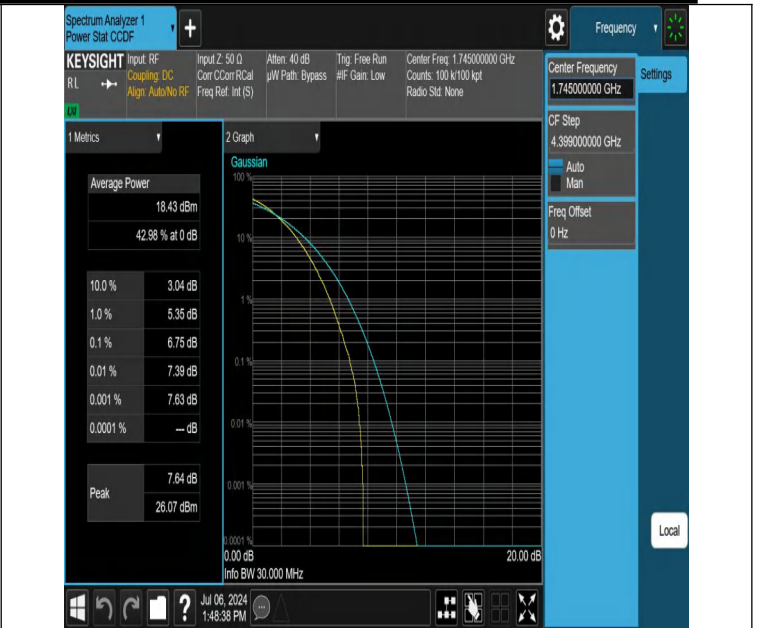 Spectrum Analyzer 1
Power Stat CCDF
+
Frequency
KEYSIGHT
RL
LXI
Input: RF
Coupling: DC
Align: Auto/No RF
Input Z: 50 Ω
Corr CCorr RCal
Freq Ref: Int (S)
Atten: 40 dB
µW Path: Bypass
Trig: Free Run
#IF Gain: Low
Center Freq: 1.745000000 GHz
Counts: 100 k/100 kpt
Radio Std: None
Center Frequency
1.745000000 GHz
Settings
CF Step
4.399000000 GHz
Auto
Man
Freq Offset
0 Hz
1 Metrics
Average Power
18.43 dBm
42.98 % at 0 dB
10.0 % 3.04 dB
1.0 % 5.35 dB
0.1 % 6.75 dB
0.01 % 7.39 dB
0.001 % 7.63 dB
0.0001 % --- dB
Peak
7.64 dB
26.07 dBm
2 Graph
Gaussian
100 %
10 %
1 %
0.1 %
0.01 %
0.001 %
0.0001 %
0.00 dB
20.00 dB
Info BW 30.000 MHz
Local
?
Jul 06, 2024
1:48:38 PM